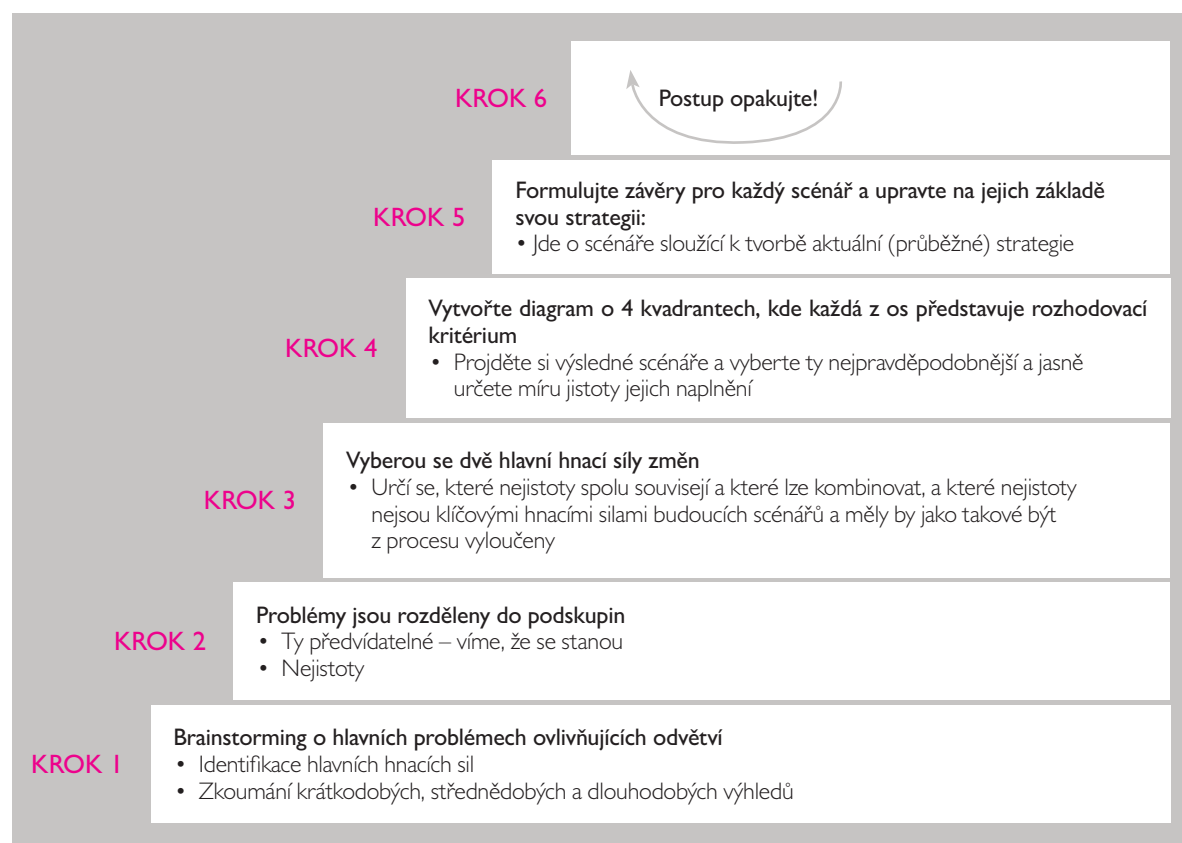 KROK 6
Postup opakujte!
KROK 5
Formulujte závěry pro každý scénář a upravte na jejich základě
svou strategii:
• Jde o scénáře sloužící k tvorbě aktuální (průběžné) strategie
KROK 4
Vytvořte diagram o 4 kvadrantech, kde každá z os představuje rozhodovací
kritérium
• Projděte si výsledné scénáře a vyberte ty nejpravděpodobnější a jasně
určete míru jistoty jejich naplnění
KROK 3
Vyberou se dvě hlavní hnací síly změn
• Určí se, které nejistoty spolu souvisejí a které lze kombinovat, a které nejistoty
nejsou klíčovými hnacími silami budoucích scénářů a měly by jako takové být
z procesu vyloučeny
KROK 2
Problémy jsou rozděleny do podskupin
• Ty předvídatelné – víme, že se stanou
• Nejistoty
KROK 1
Brainstorming o hlavních problémech ovlivňujících odvětví
• Identifikace hlavních hnacích sil
• Zkoumání krátkodobých, střednědobých a dlouhodobých výhledů